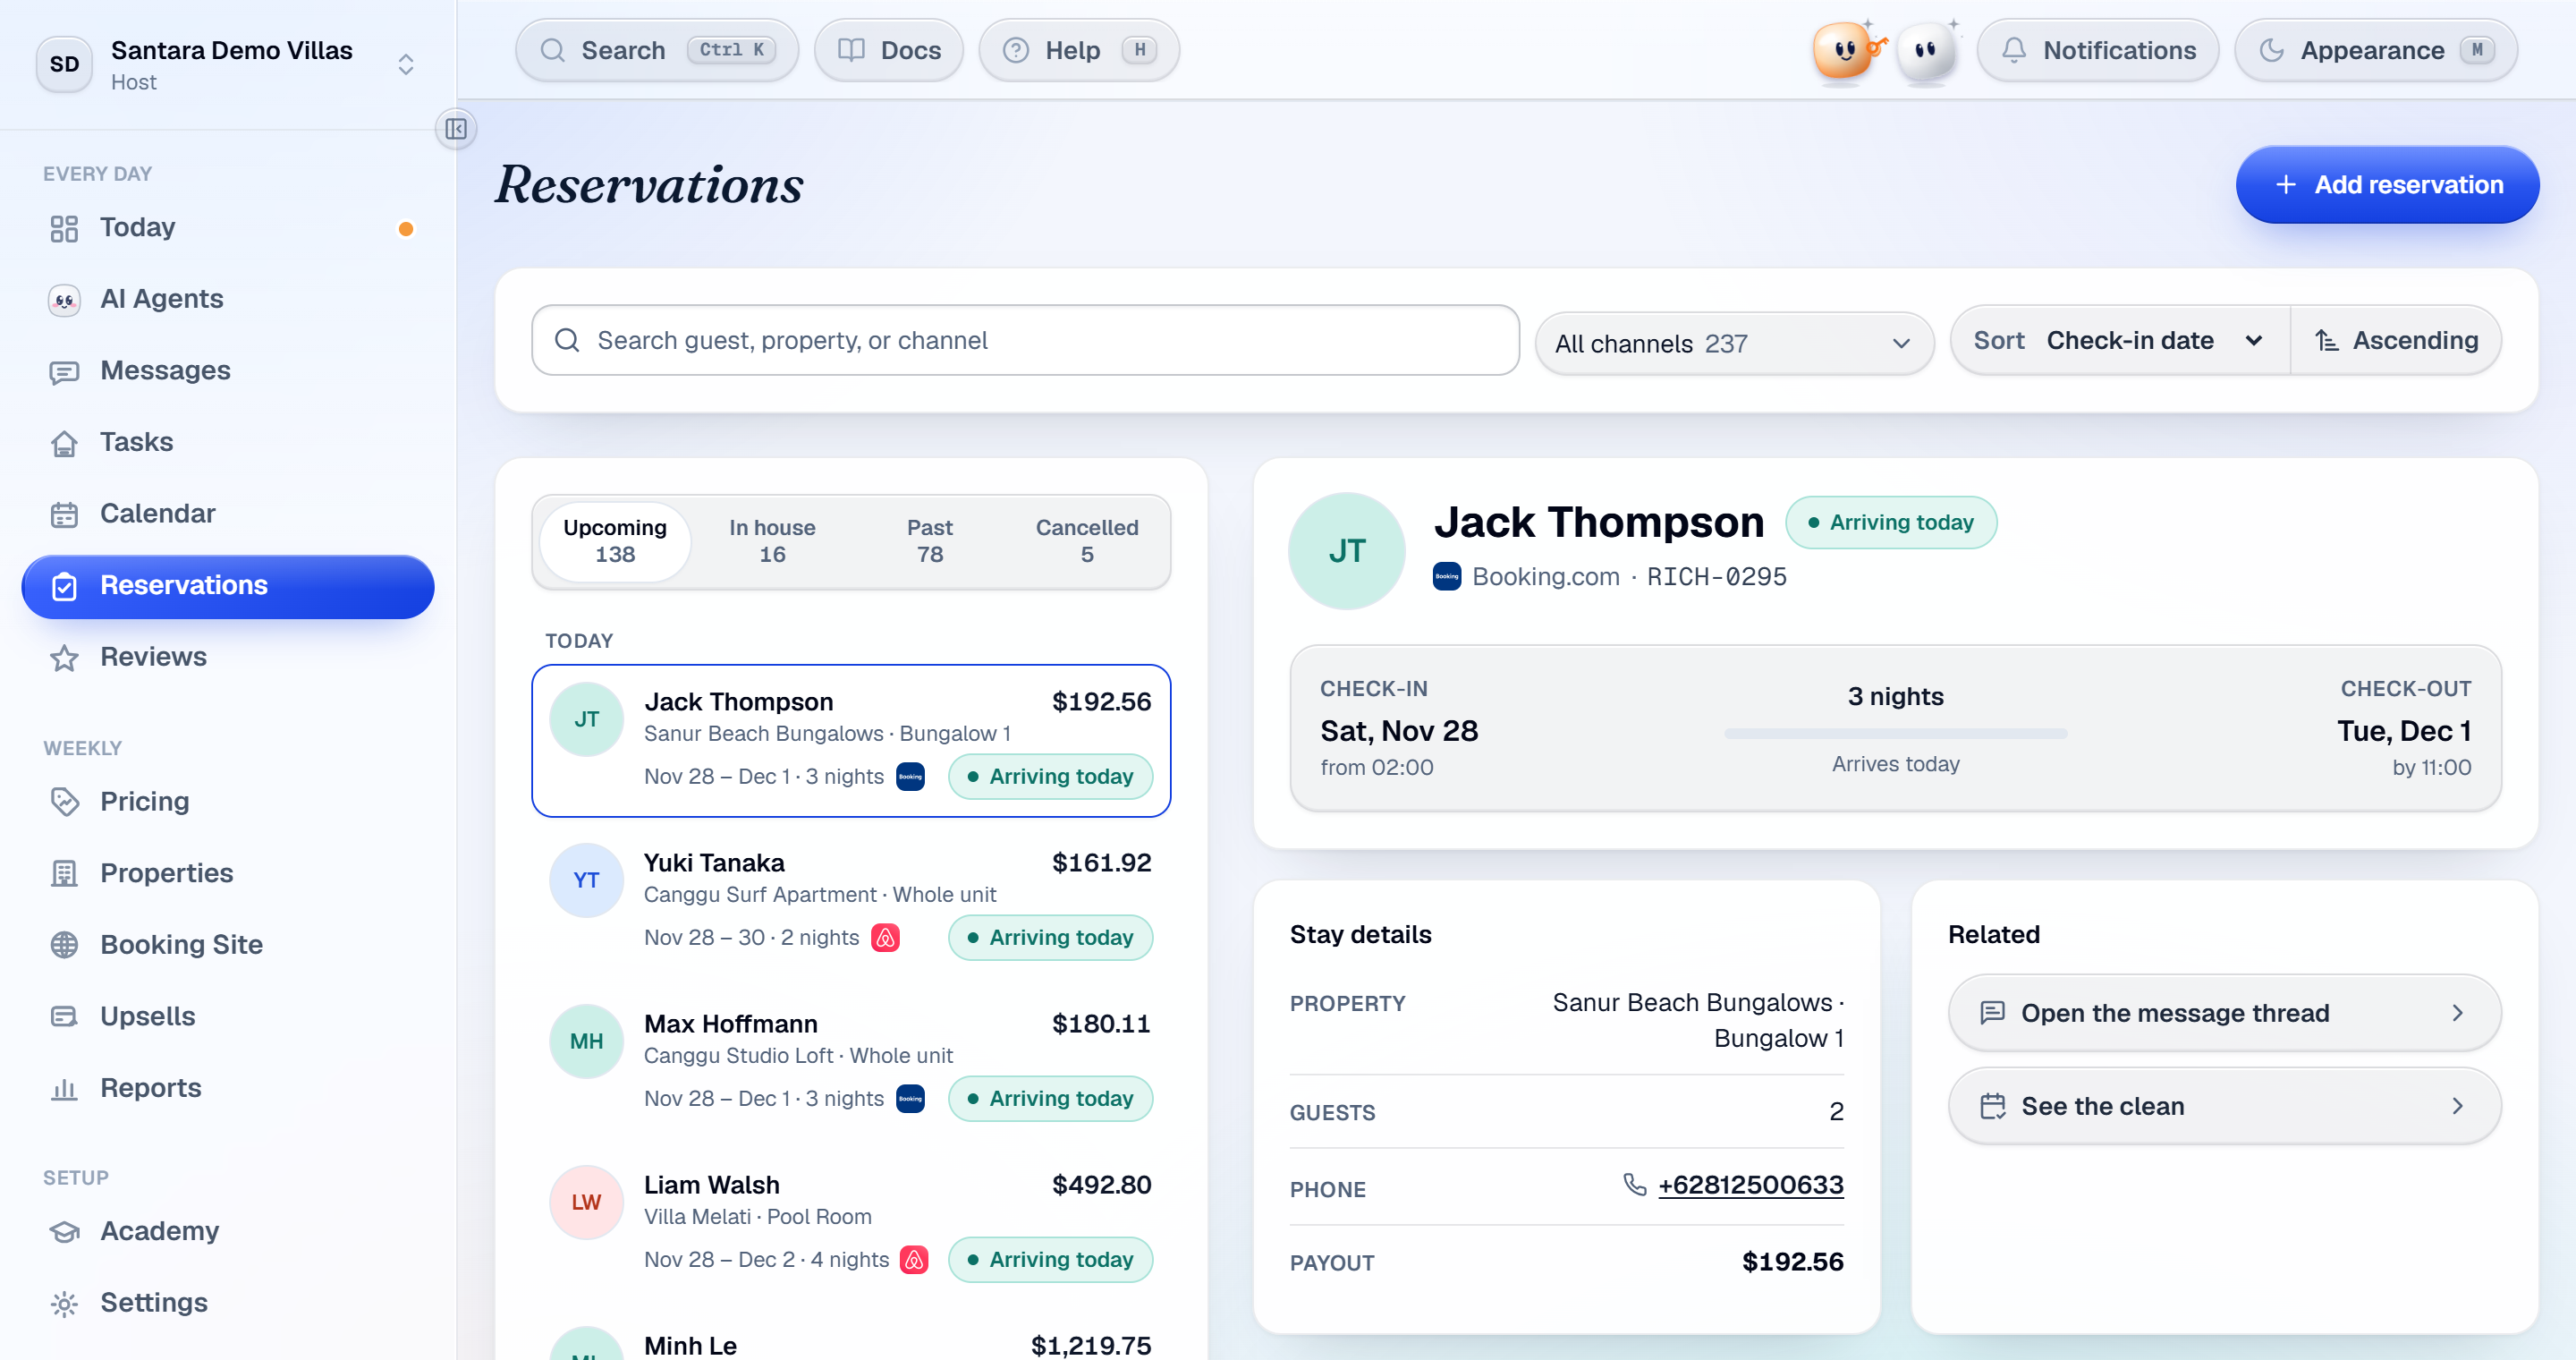 SD
Santara Demo Villas
Host
Search Ctrl K
Docs
Help H
Notifications
Appearance M
EVERY DAY
Today
AI Agents
Messages
Tasks
Calendar
Reservations
Reviews
WEEKLY
Pricing
Properties
Booking Site
Upsells
Reports
SETUP
Academy
Settings
Reservations
Add reservation
Search guest, property, or channel
All channels 237
Sort Check-in date
Ascending
Upcoming
138
In house
16
Past
78
Cancelled
5
TODAY
JT
Jack Thompson $192.56
Sanur Beach Bungalows · Bungalow 1
Nov 28 – Dec 1 · 3 nights Booking Arriving today
YT
Yuki Tanaka $161.92
Canggu Surf Apartment · Whole unit
Nov 28 – 30 · 2 nights Arriving today
MH
Max Hoffmann $180.11
Canggu Studio Loft · Whole unit
Nov 28 – Dec 1 · 3 nights Booking Arriving today
LW
Liam Walsh $492.80
Villa Melati · Pool Room
Nov 28 – Dec 2 · 4 nights Arriving today
Minh Le $1,219.75
JT
Jack Thompson Arriving today
Booking Booking.com · RICH-0295
CHECK-IN
Sat, Nov 28
from 02:00
3 nights
Arrives today
CHECK-OUT
Tue, Dec 1
by 11:00
Stay details
PROPERTY Sanur Beach Bungalows ·
Bungalow 1
GUESTS 2
PHONE +62812500633
PAYOUT $192.56
Related
Open the message thread
See the clean